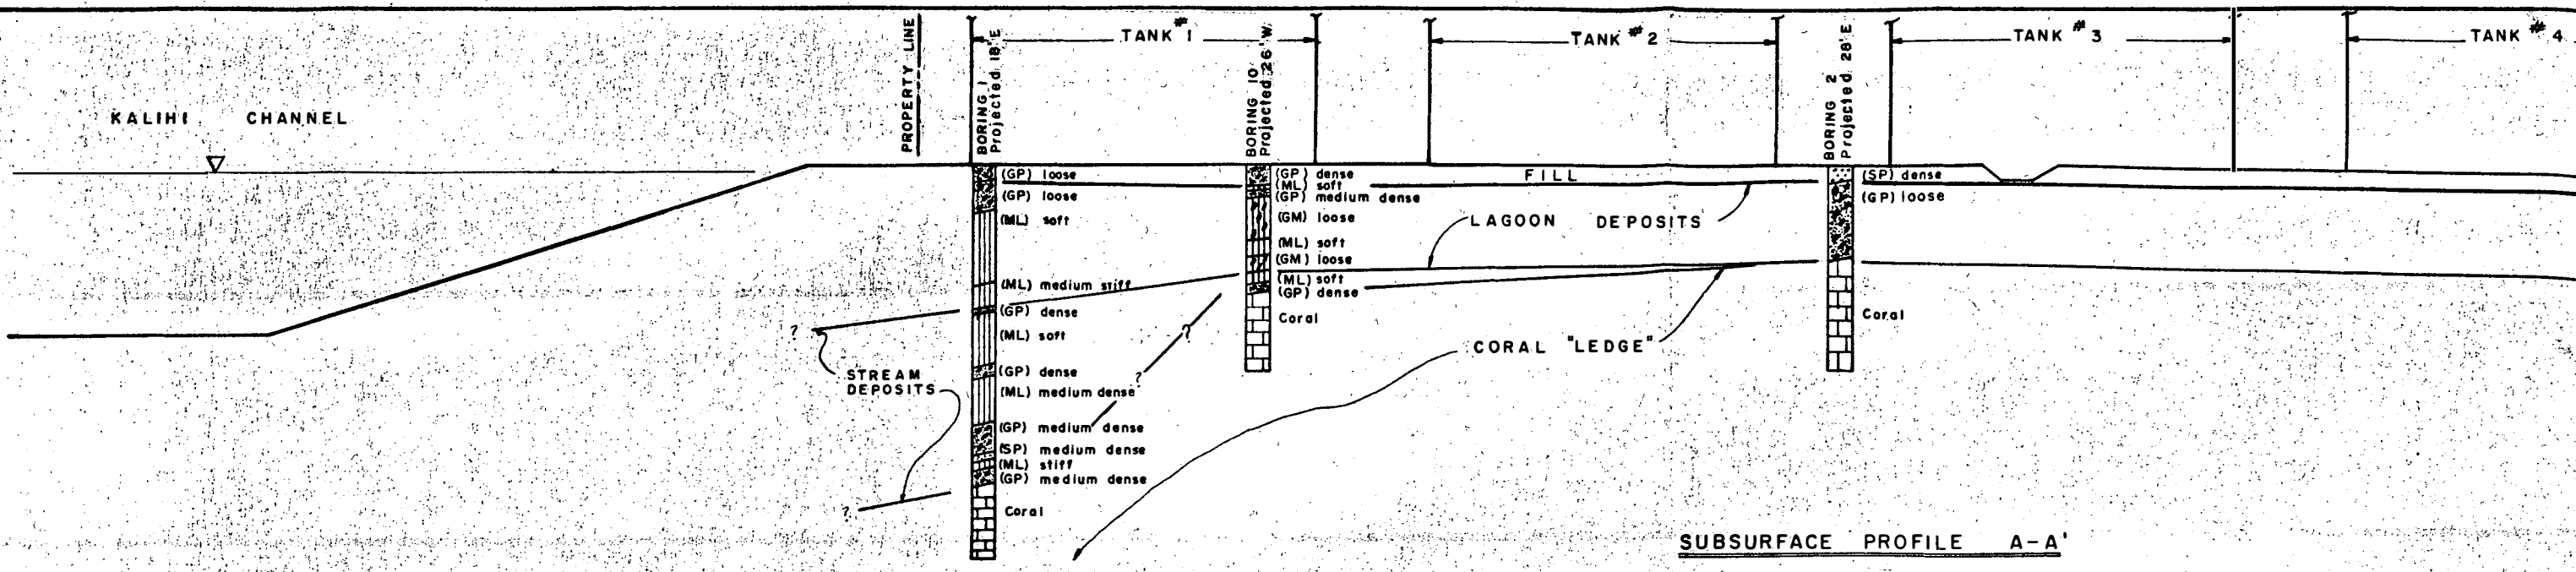 KALIHI CHANNEL
PROPERTY LINE
BORING 1
Projected 18' E
TANK #1
BORING 10
Projected 26' W
TANK #2
BORING 2
Projected 28' E
TANK #3
TANK #4
(GP) loose
(GP) loose
(ML) soft
(ML) medium stiff
(GP) dense
(ML) soft
(GP) dense
(ML) medium dense
(GP) medium dense
(SP) medium dense
(ML) stiff
(GP) medium dense
Coral
(GP) dense
(ML) soft
(GP) medium dense
(GM) loose
(ML) soft
(GM) loose
(ML) soft
(GP) dense
Coral
FILL
LAGOON DEPOSITS
CORAL "LEDGE"
(SP) dense
(GP) loose
Coral
?
STREAM
DEPOSITS
?
?
?
SUBSURFACE PROFILE A-A'